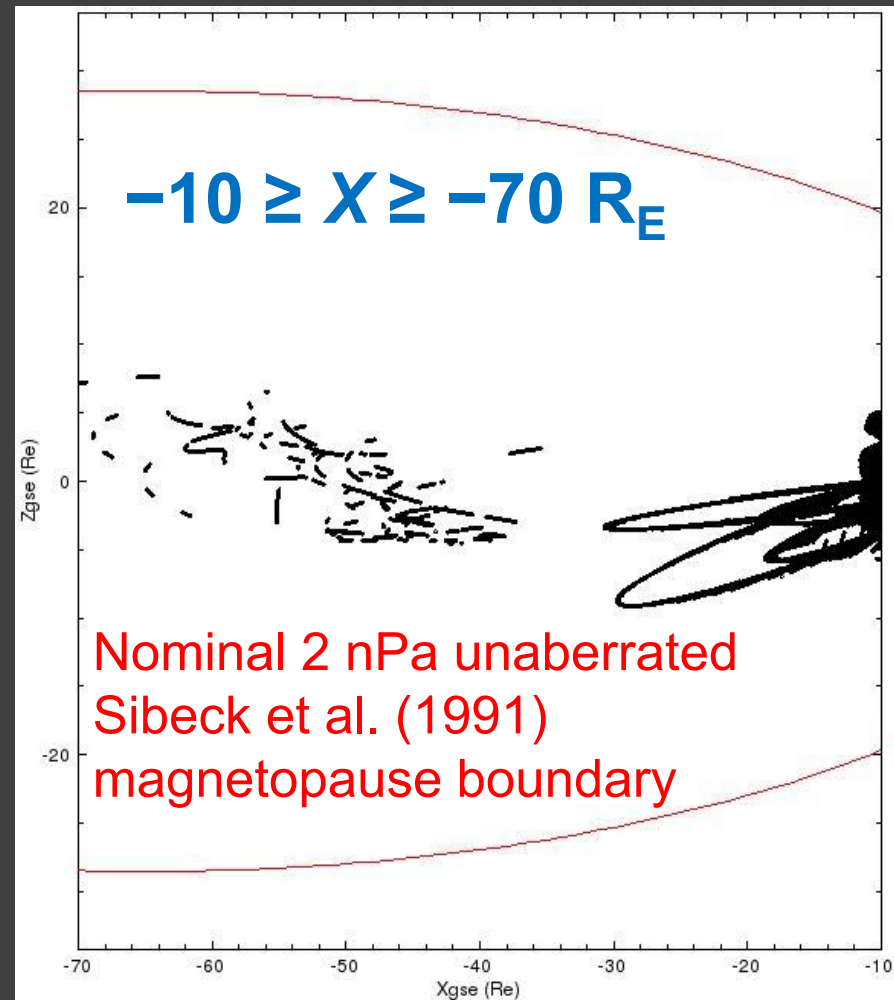 −10 ≥ X ≥ −70 RE
20
Zgse (Re)
0
Nominal 2 nPa unaberrated
Sibeck et al. (1991)
magnetopause boundary
-20
-70 -60 -50 -40 -30 -20 -10
Xgse (Re)